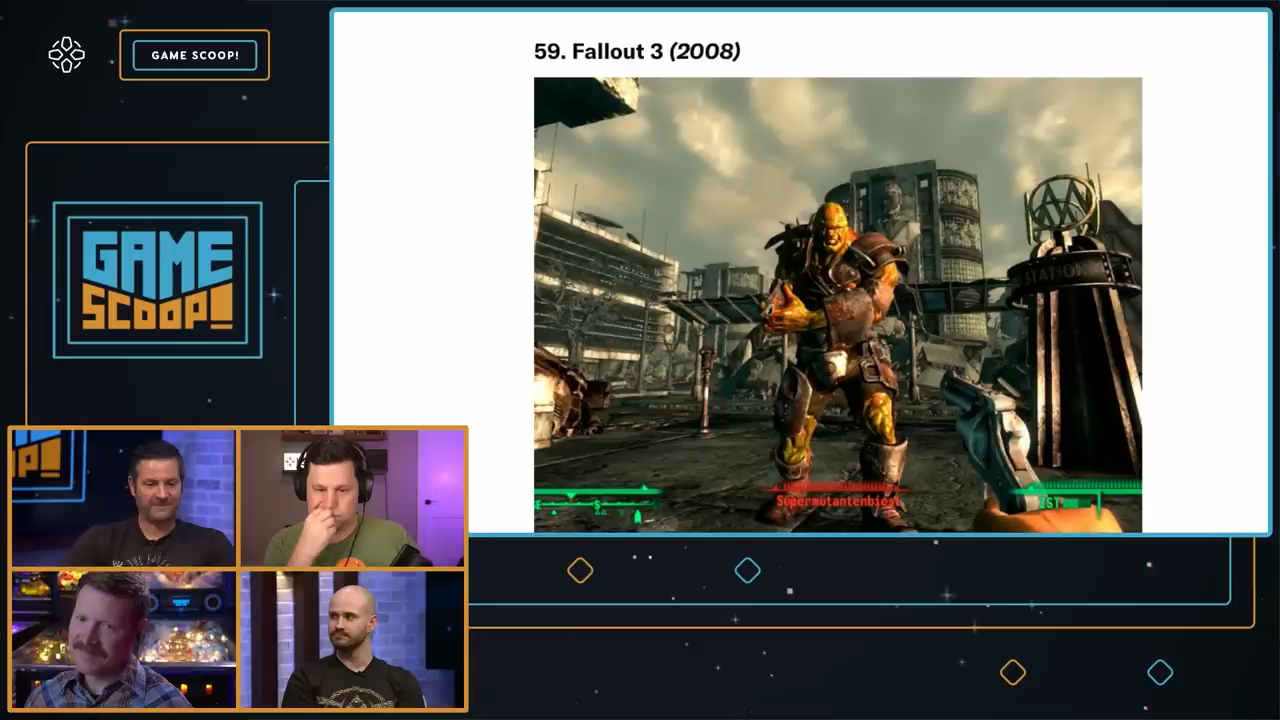 GAME SCOOP!
59. Fallout 3 (2008)
GAME
SCOOP!
STATION
Supermutantenbiest
E
S
P!